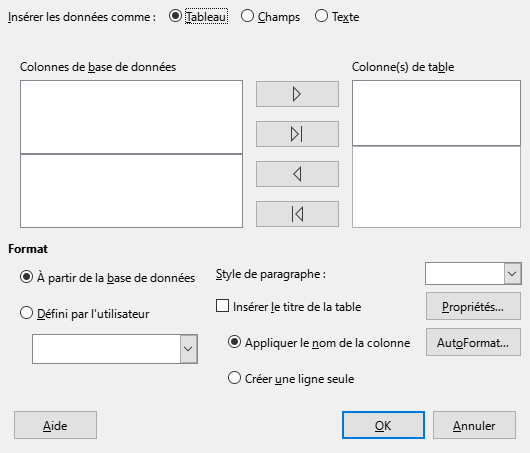 Insérer les données comme : Tableau Champs Texte
Colonnes de base de données Colonne(s) de table
Format
À partir de la base de données Style de paragraphe :
Insérer le titre de la table Propriétés...
Défini par l'utilisateur
Appliquer le nom de la colonne AutoFormat...
Créer une ligne seule
Aide OK Annuler